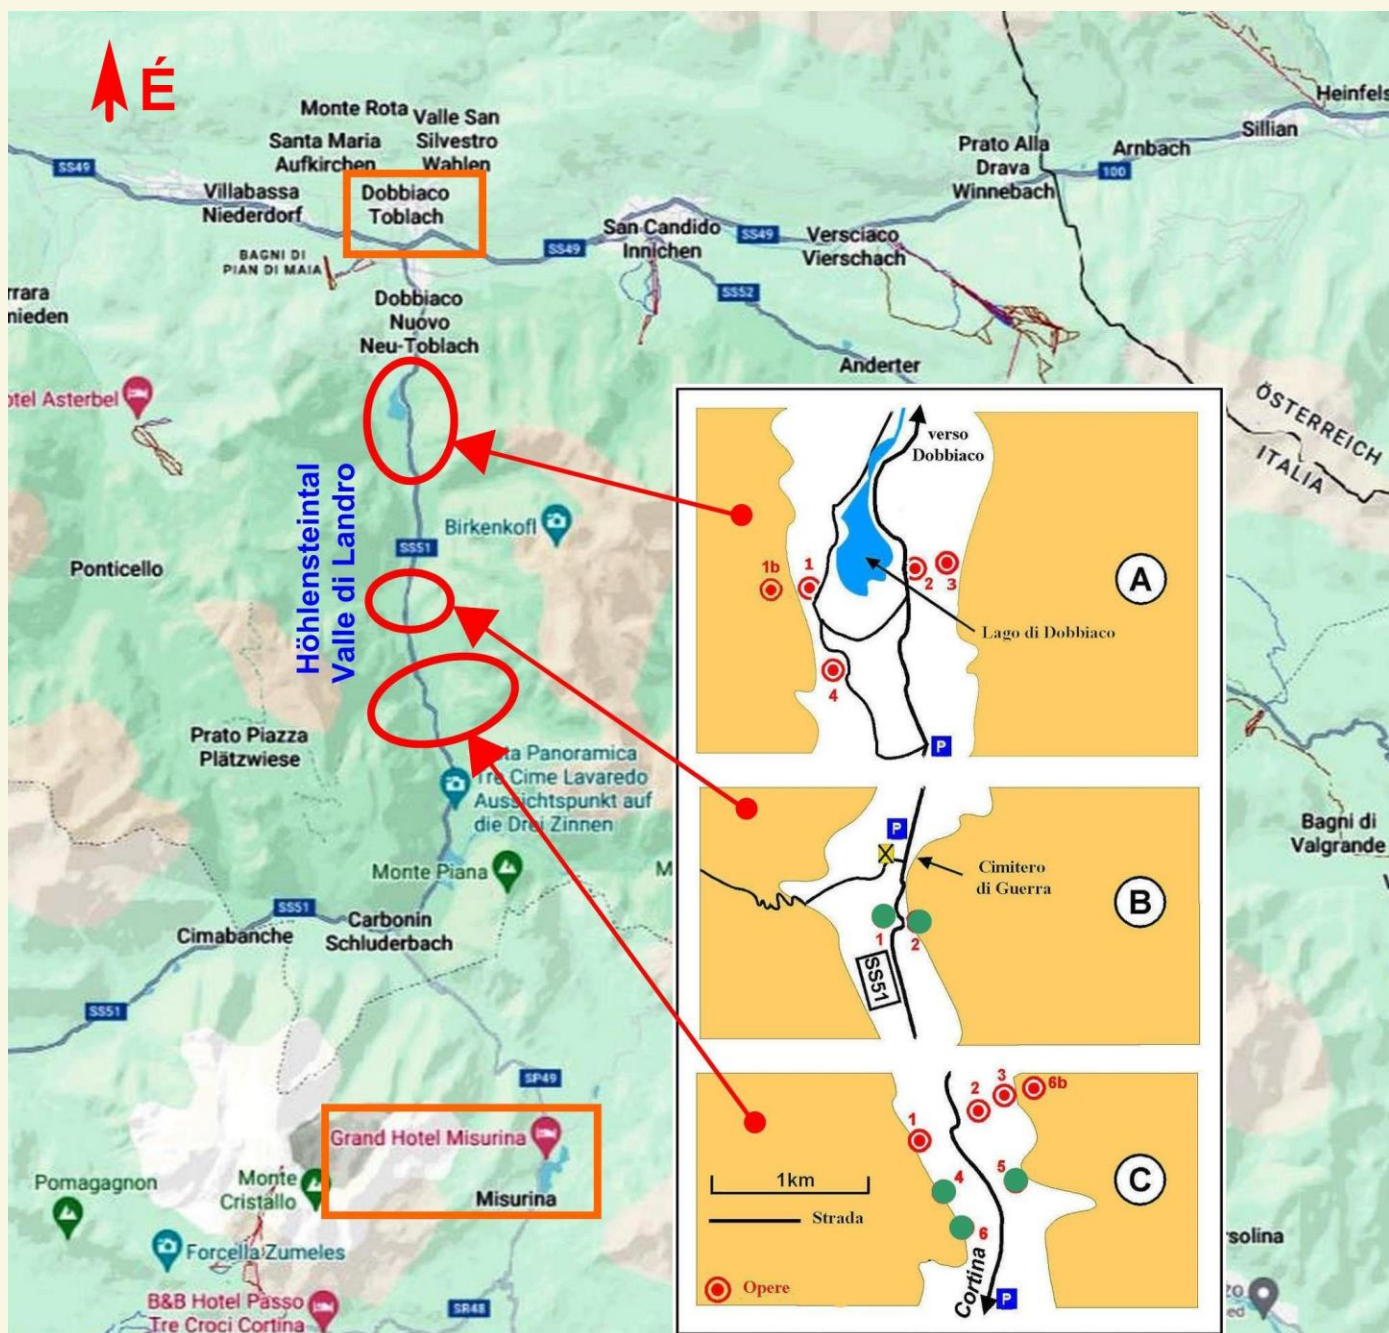 É
Monte Rota
Valle San
Silvestro
Wahlen
Santa Maria
Aufkirchen
Heinfels
Sillian
Arnbach
100
Prato Alla
Drava
Winnebach
SS49
Villabassa
Niederdorf
Dobbiaco
Toblach
BAGNI DI
PIAN DI MAIA
SS49
San Candido
Innichen
SS49
Versciaco
Vierschach
SS52
rrara
nieden
Dobbiaco
Nuovo
Neu-Toblach
Anderter
otel Asterbel
ÖSTERREICH
ITALIA
Höhlensteintal
Valle di Landro
Birkenkofl
SS51
Ponticello
Prato Piazza
Plätzwiese
ta Panoramica
Tre Cime Lavaredo
Aussichtspunkt auf
die Drei Zinnen
Monte Piana
M
SS51
Cimabanche
Carbonin
Schluderbach
SS51
SP49
Grand Hotel Misurina
Misurina
Pomagagnon
Monte
Cristallo
Forcella Zumeles
B&B Hotel Passo
Tre Croci Cortina
SR48
Bagni di
Valgrande
rsolina
verso
Dobbiaco
1b
1
2
3
A
Lago di Dobbiaco
4
P
P
Cimitero
di Guerra
B
1
2
SS51
1
2
3
6b
4
5
C
1km
Strada
6
Cortina
P
Opere